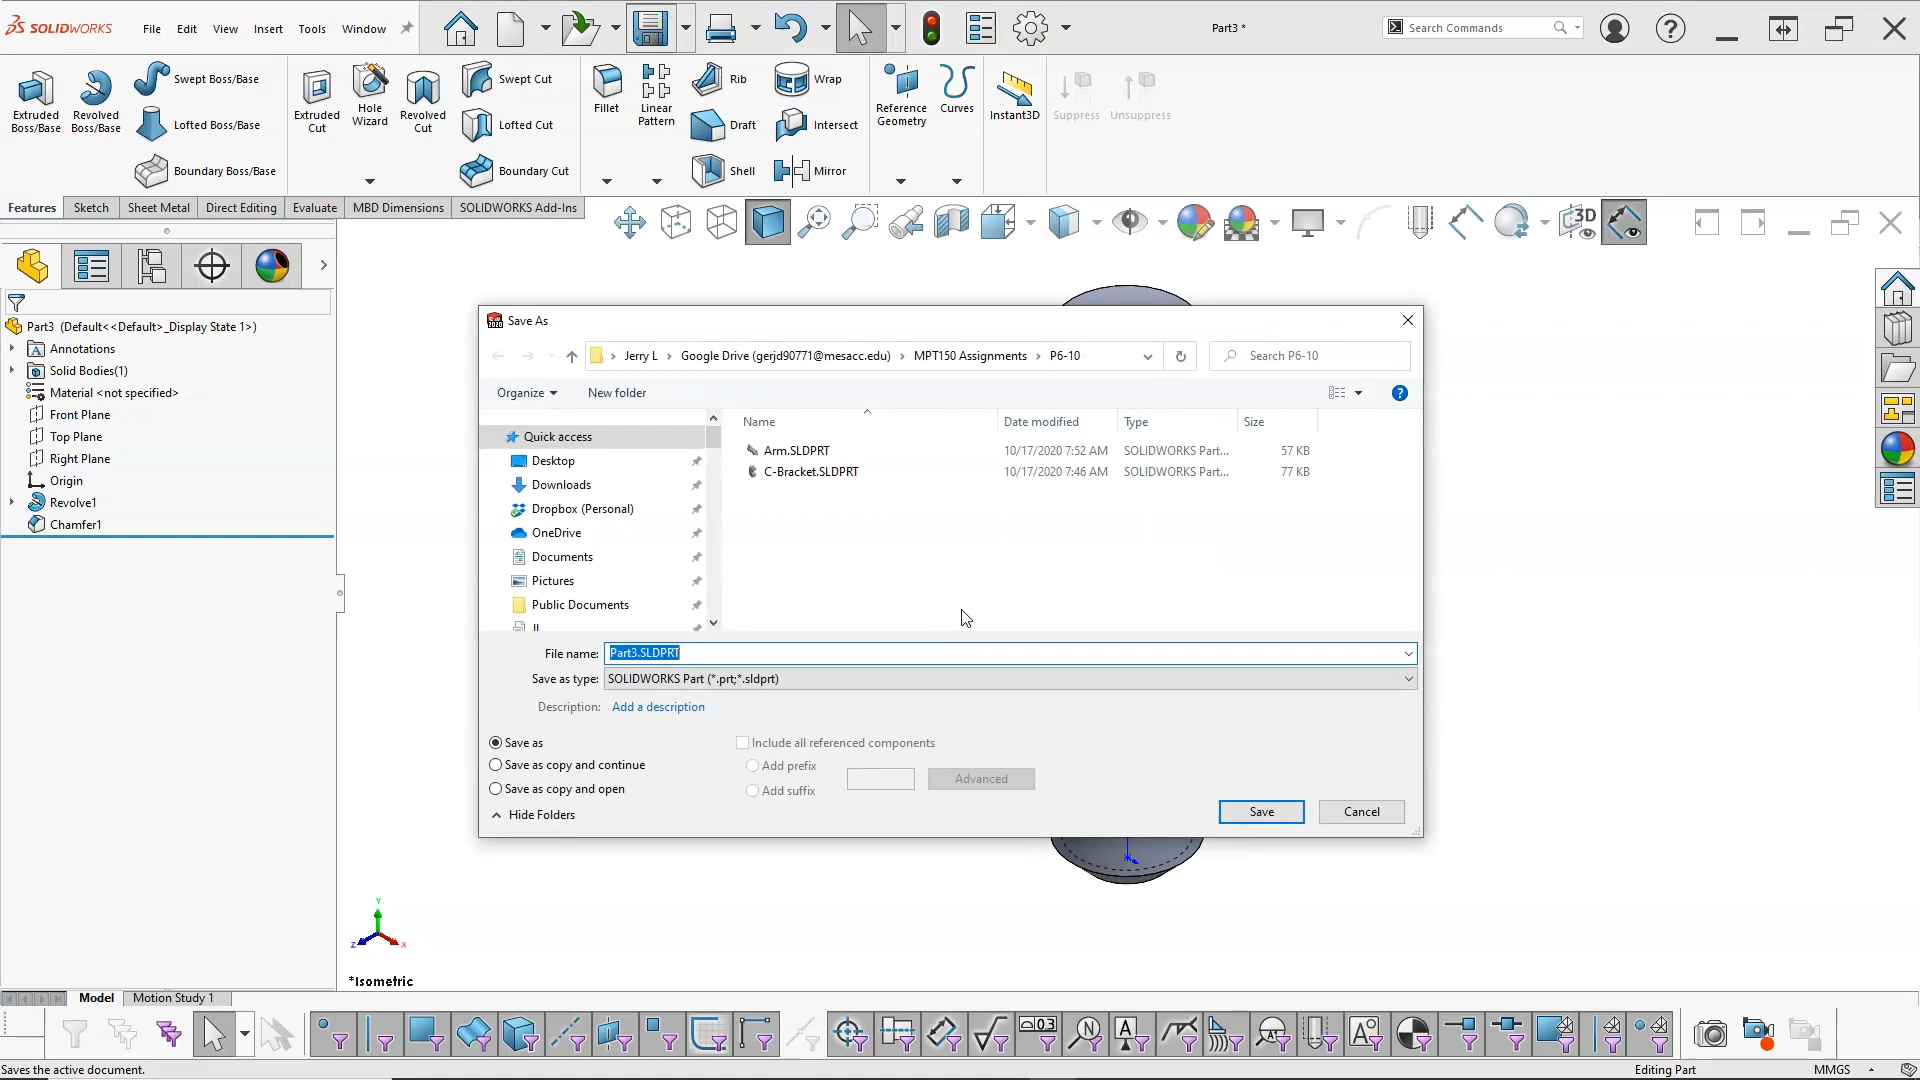 SOLIDWORKS File Edit View Insert Tools Window Part3 * Search Commands
Extruded Boss/Base
Revolved Boss/Base
Swept Boss/Base
Lofted Boss/Base
Boundary Boss/Base
Extruded Cut
Hole Wizard
Revolved Cut
Swept Cut
Lofted Cut
Boundary Cut
Fillet
Linear Pattern
Rib
Draft
Shell
Wrap
Intersect
Mirror
Reference Geometry
Curves
Instant3D
Suppress
Unsuppress
Features Sketch Sheet Metal Direct Editing Evaluate MBD Dimensions SOLIDWORKS Add-Ins
Part3 (Default<<Default>_Display State 1>)
Annotations
Solid Bodies(1)
Material <not specified>
Front Plane
Top Plane
Right Plane
Origin
Revolve1
Chamfer1
Save As
Jerry L › Google Drive (gerjd90771@mesacc.edu) › MPT150 Assignments › P6-10
Search P6-10
Organize New folder
Quick access
Desktop
Downloads
Dropbox (Personal)
OneDrive
Documents
Pictures
Public Documents
Name Date modified Type Size
Arm.SLDPRT 10/17/2020 7:52 AM SOLIDWORKS Part... 57 KB
C-Bracket.SLDPRT 10/17/2020 7:46 AM SOLIDWORKS Part... 77 KB
File name: Part3.SLDPRT
Save as type: SOLIDWORKS Part (*.prt;*.sldprt)
Description: Add a description
Save as
Save as copy and continue
Save as copy and open
Include all referenced components
Add prefix
Add suffix
Advanced
Hide Folders
Save Cancel
Y
Z
X
*Isometric
Model Motion Study 1
Saves the active document. Editing Part MMGS